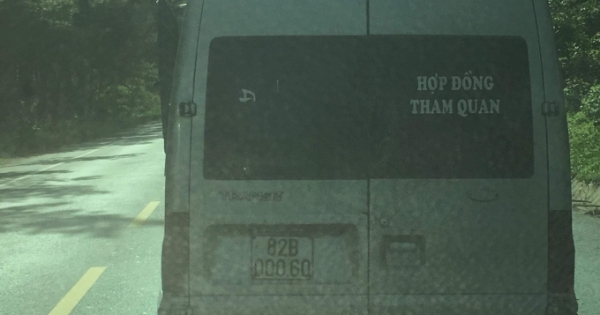 HỢP ĐỒNG
THAM QUAN
82B
000.60